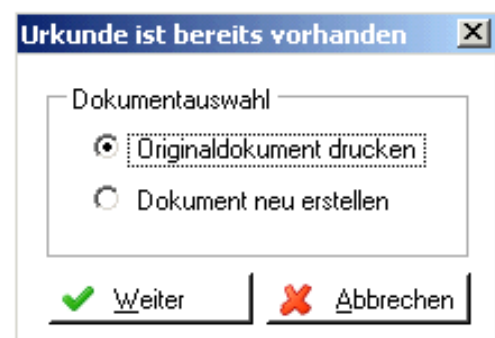 Urkunde ist bereits vorhanden
Dokumentauswahl
Originaldokument drucken
Dokument neu erstellen
Weiter
Abbrechen